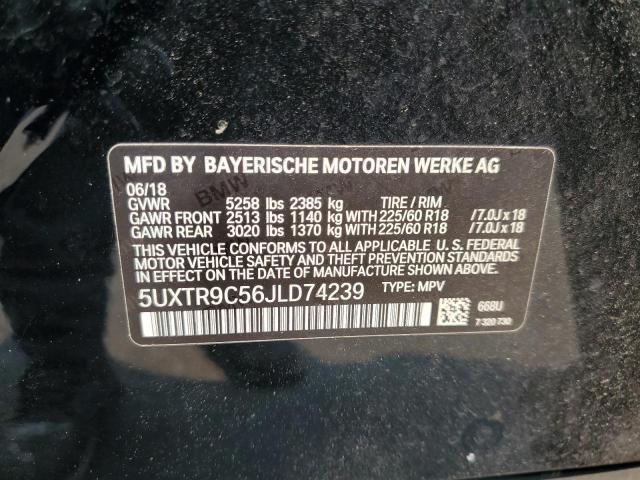 MFD BY BAYERISCHE MOTOREN WERKE AG
06/18
GVWR 5258 lbs 2385 kg TIRE / RIM
GAWR FRONT 2513 lbs 1140 kg WITH 225/60 R18 /7.0J x 18
GAWR REAR 3020 lbs 1370 kg WITH 225/60 R18 /7.0J x 18
THIS VEHICLE CONFORMS TO ALL APPLICABLE U. S. FEDERAL
MOTOR VEHICLE SAFETY AND THEFT PREVENTION
STANDARDS IN EFFECT ON THE DATE OF MANUFACTURE
SHOWN ABOVE.
5UXTR9C56JLD74239 TYPE: MPV
668U
7 320 730